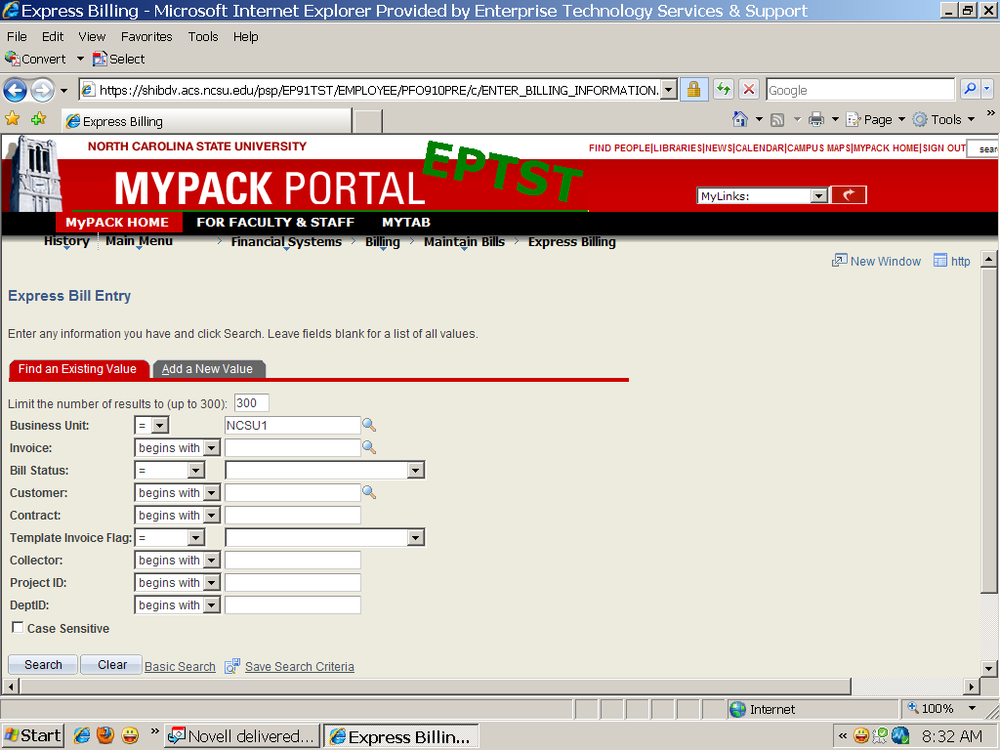 Express Billing - Microsoft Internet Explorer Provided by Enterprise Technology Services & Support
File Edit View Favorites Tools Help
Convert Select
https://shibdv.acs.ncsu.edu/psp/EP91TST/EMPLOYEE/PFO910PRE/c/ENTER_BILLING_INFORMATION. Google
Express Billing Page Tools »
NORTH CAROLINA STATE UNIVERSITY FIND PEOPLE|LIBRARIES|NEWS|CALENDAR|CAMPUS MAPS|MYPACK HOME|SIGN OUT sear
MYPACK PORTAL EPTST MyLinks:
MyPACK HOME FOR FACULTY & STAFF MYTAB
History Main Menu > Financial Systems > Billing > Maintain Bills > Express Billing
New Window http
Express Bill Entry
Enter any information you have and click Search. Leave fields blank for a list of all values.
Find an Existing Value Add a New Value
Limit the number of results to (up to 300): 300
Business Unit: = NCSU1
Invoice: begins with
Bill Status: =
Customer: begins with
Contract: begins with
Template Invoice Flag: =
Collector: begins with
Project ID: begins with
DeptID: begins with
Case Sensitive
Search Clear Basic Search Save Search Criteria
Internet 100%
Start » Novell delivered... Express Billin... « 8:32 AM